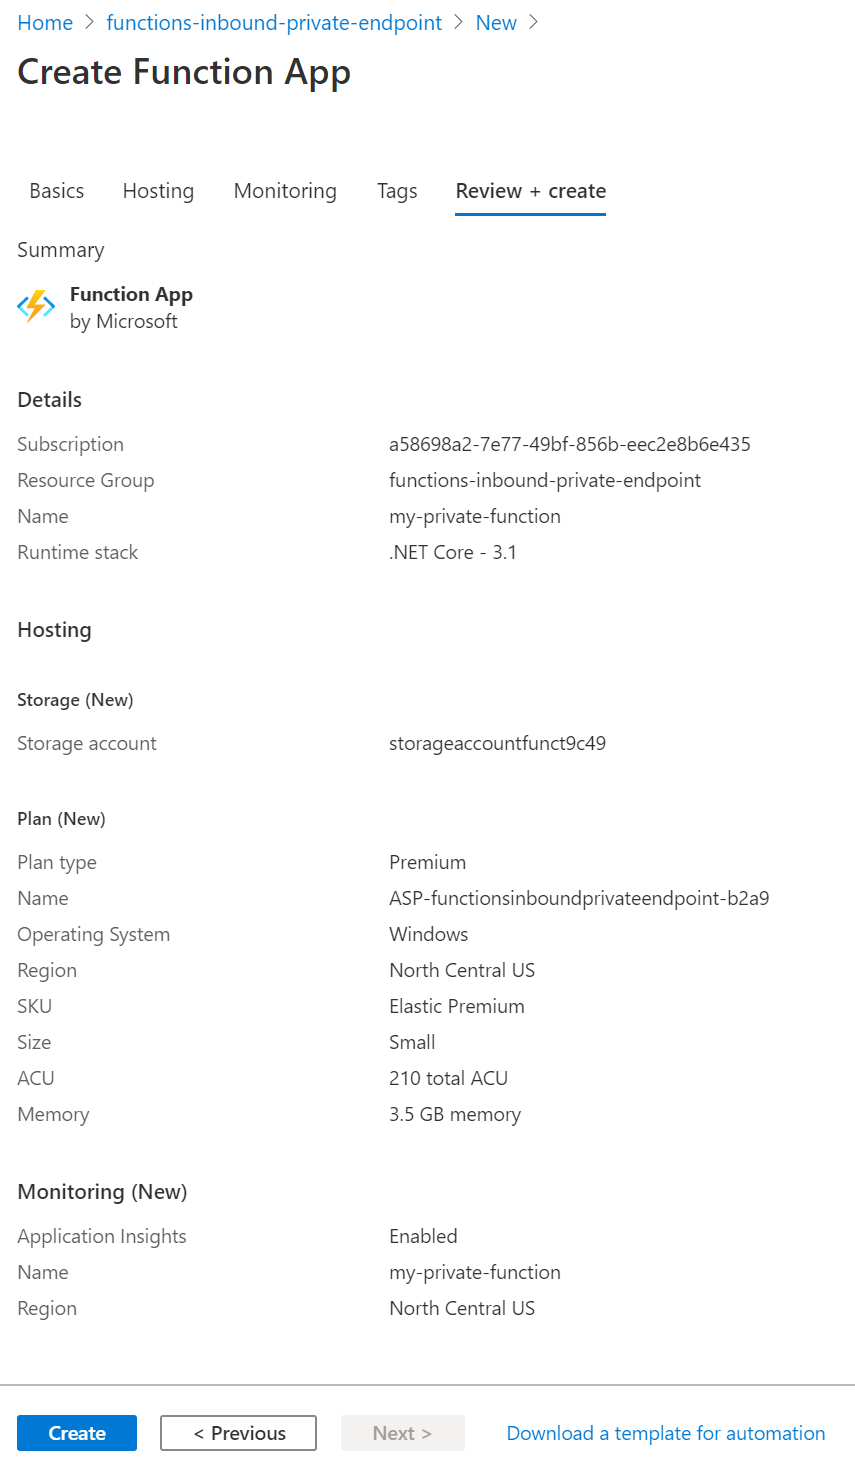 Home > functions-inbound-private-endpoint > New >
Create Function App
Basics Hosting Monitoring Tags Review + create
Summary
Function App
by Microsoft
Details
Subscription a58698a2-7e77-49bf-856b-eec2e8b6e435
Resource Group functions-inbound-private-endpoint
Name my-private-function
Runtime stack .NET Core - 3.1
Hosting
Storage (New)
Storage account storageaccountfunct9c49
Plan (New)
Plan type Premium
Name ASP-functionsinboundprivateendpoint-b2a9
Operating System Windows
Region North Central US
SKU Elastic Premium
Size Small
ACU 210 total ACU
Memory 3.5 GB memory
Monitoring (New)
Application Insights Enabled
Name my-private-function
Region North Central US
Create < Previous Next > Download a template for automation